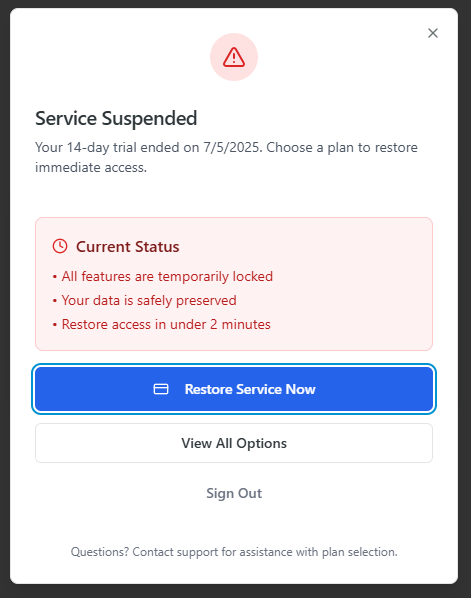 Service Suspended
Your 14-day trial ended on 7/5/2025. Choose a plan to restore
immediate access.
Current Status
• All features are temporarily locked
• Your data is safely preserved
• Restore access in under 2 minutes
Restore Service Now
View All Options
Sign Out
Questions? Contact support for assistance with plan selection.